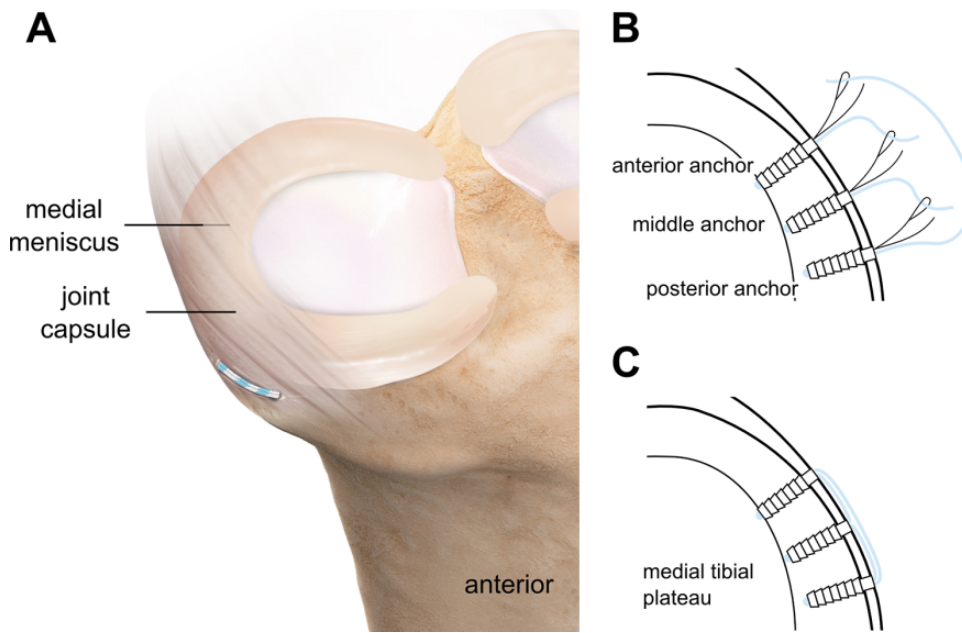 A
medial
meniscus
joint
capsule
anterior
B
anterior anchor
middle anchor
posterior anchor
C
medial tibial
plateau